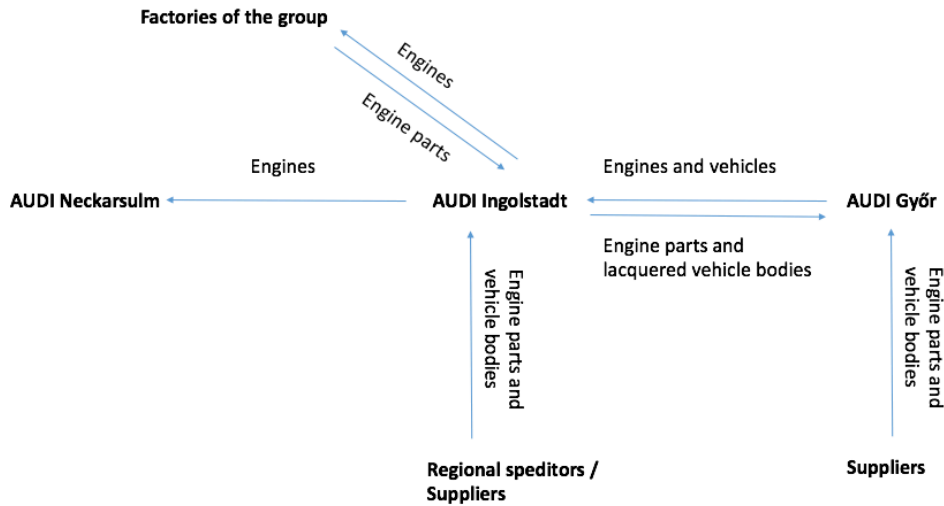 Factories of the group
Engines
Engine parts
Engines
Engines and vehicles
AUDI Neckarsulm
AUDI Ingolstadt
AUDI Győr
Engine parts and
lacquered vehicle bodies
Engine parts and
vehicle bodies
Engine parts and
vehicle bodies
Regional speditors /
Suppliers
Suppliers